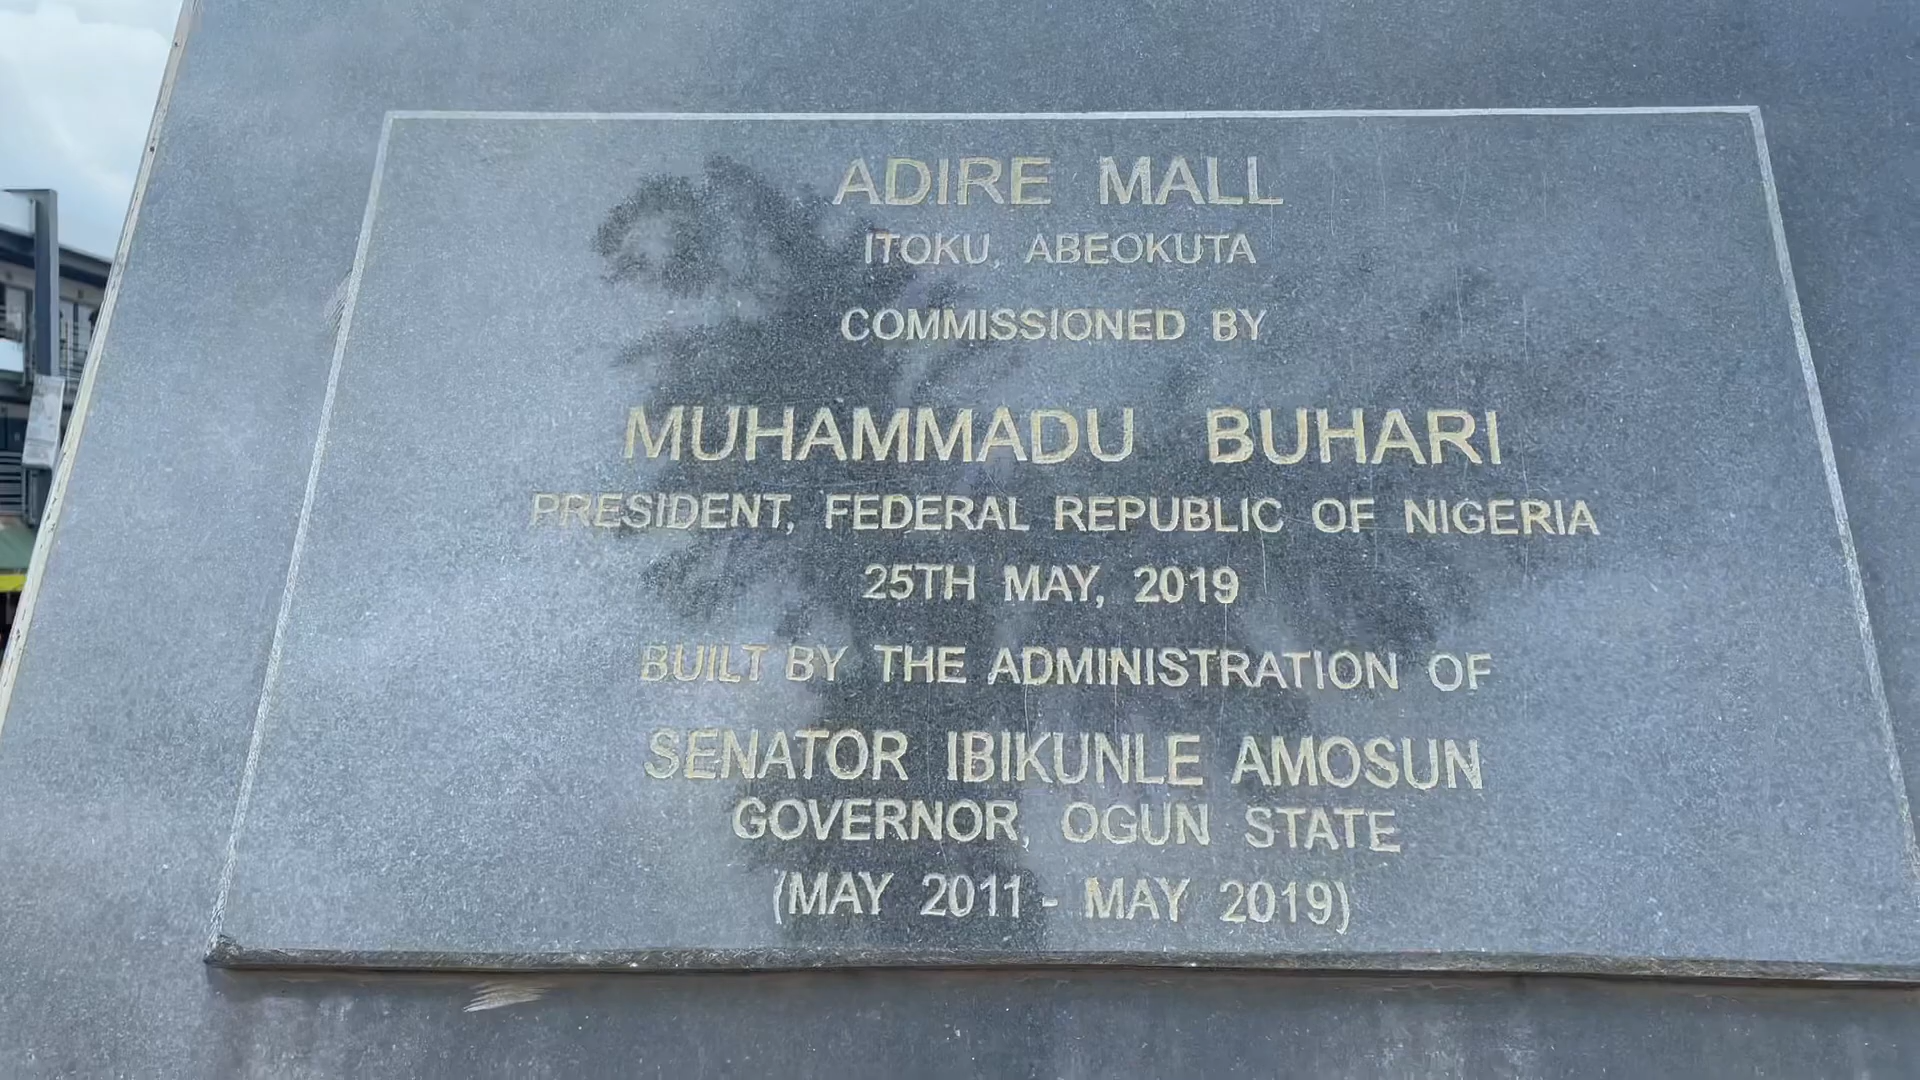 ADIRE MALL
ITOKU, ABEOKUTA
COMMISSIONED BY
MUHAMMADU BUHARI
PRESIDENT, FEDERAL REPUBLIC OF NIGERIA
25TH MAY, 2019
BUILT BY THE ADMINISTRATION OF
SENATOR IBIKUNLE AMOSUN
GOVERNOR, OGUN STATE
(MAY 2011 - MAY 2019)